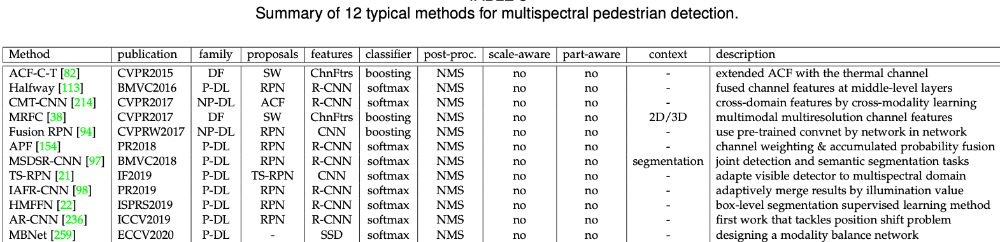 Summary of 12 typical methods for multispectral pedestrian detection.
Method publication family proposals features classifier post-proc. scale-aware part-aware context description
ACF-C-T [82] CVPR2015 DF SW ChnFtrs boosting NMS no no - extended ACF with the thermal channel
Halfway [113] BMVC2016 P-DL RPN R-CNN softmax NMS no no - fused channel features at middle-level layers
CMT-CNN [214] CVPR2017 NP-DL ACF R-CNN softmax NMS no no - cross-domain features by cross-modality learning
MRFC [38] CVPR2017 DF SW ChnFtrs boosting NMS no no 2D/3D multimodal multiresolution channel features
Fusion RPN [94] CVPRW2017 NP-DL RPN CNN boosting NMS no no - use pre-trained convnet by network in network
APF [154] PR2018 P-DL RPN R-CNN softmax NMS no no - channel weighting & accumulated probability fusion
MSDSR-CNN [97] BMVC2018 P-DL RPN R-CNN softmax NMS no no segmentation joint detection and semantic segmentation tasks
TS-RPN [21] IF2019 P-DL TS-RPN CNN softmax NMS no no - adapte visible detector to multispectral domain
IAFR-CNN [98] PR2019 P-DL RPN R-CNN softmax NMS no no - adaptively merge results by illumination value
HMFFN [22] ISPRS2019 P-DL RPN R-CNN softmax NMS no no - box-level segmentation supervised learning method
AR-CNN [236] ICCV2019 P-DL RPN R-CNN softmax NMS no no - first work that tackles position shift problem
MBNet [259] ECCV2020 P-DL - SSD softmax NMS no no - designing a modality balance network